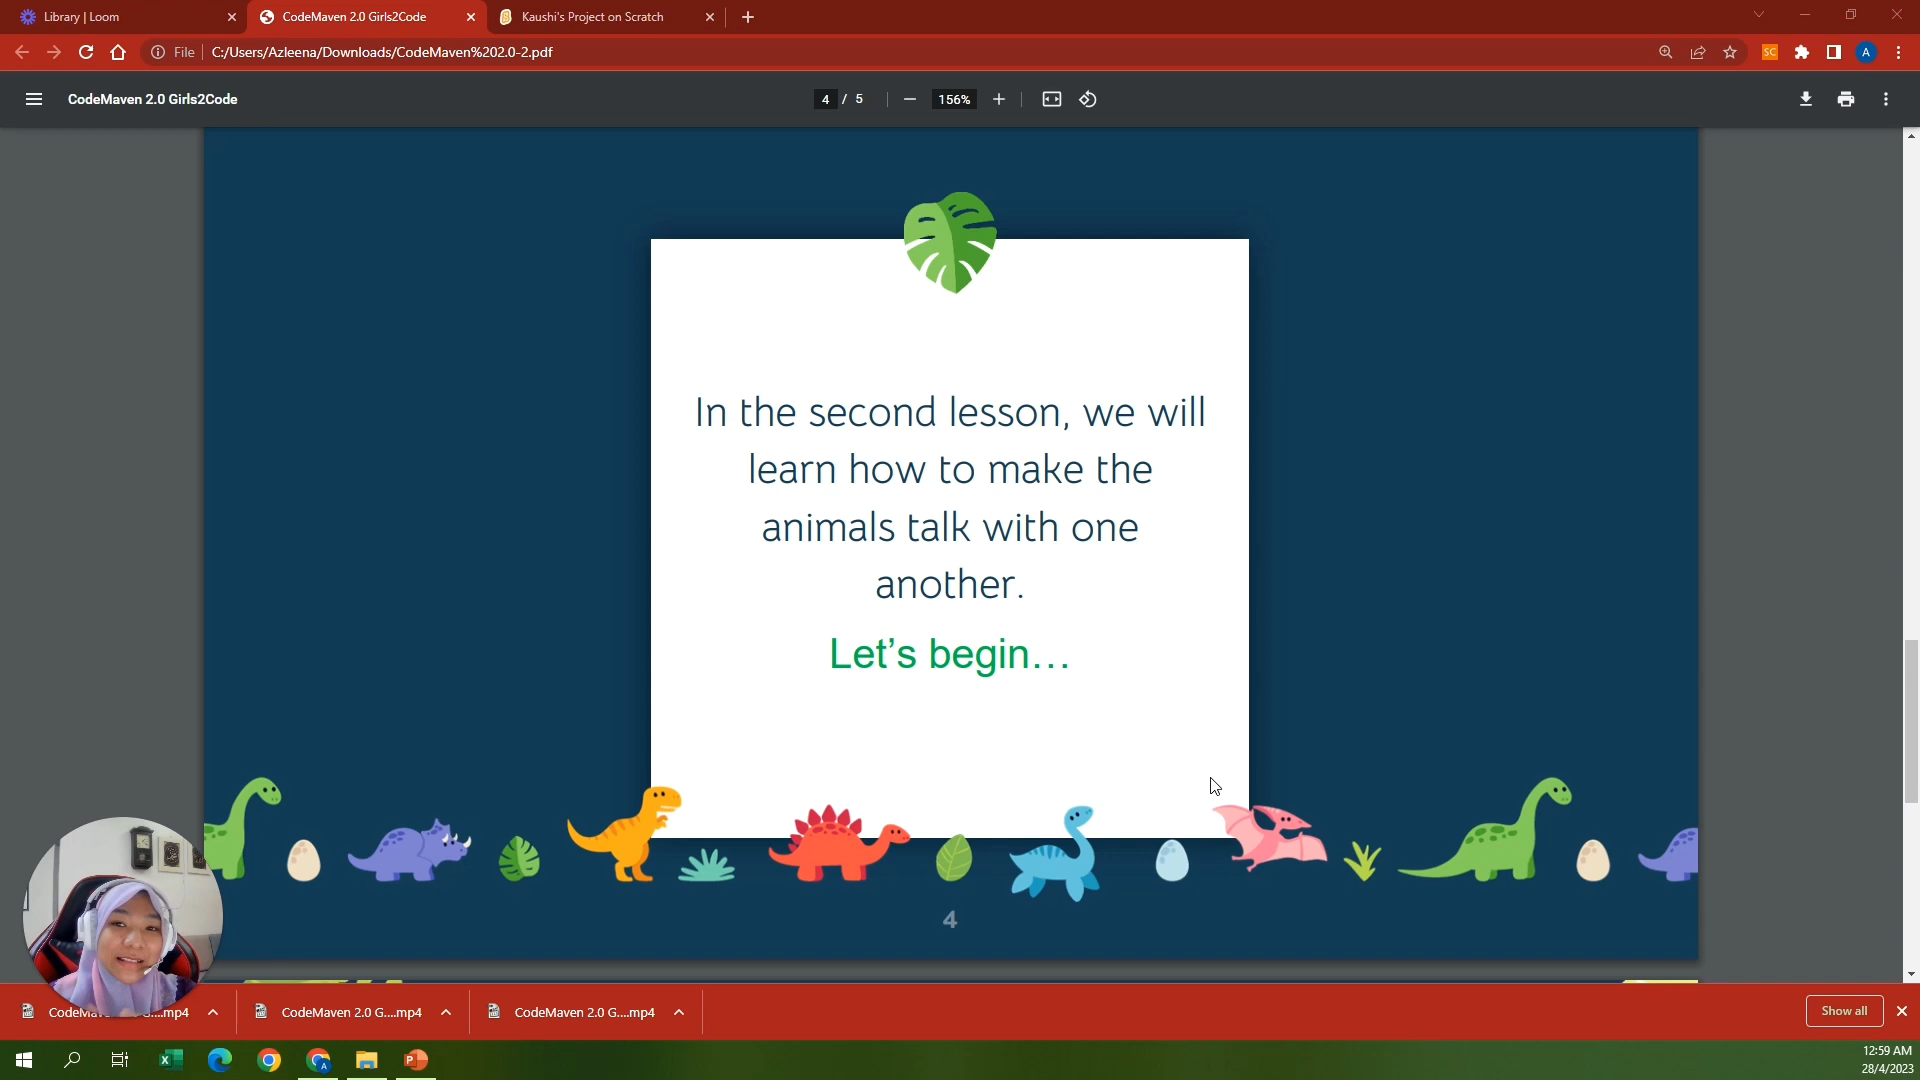 Library | Loom
CodeMaven 2.0 Girls2Code
Kaushi's Project on Scratch
File
C:/Users/Azleena/Downloads/CodeMaven%202.0-2.pdf
SC
A
CodeMaven 2.0 Girls2Code
4 / 5
156%
In the second lesson, we will
learn how to make the
animals talk with one
another.
Let’s begin...
4
CodeMa
....mp4
CodeMaven 2.0 G....mp4
CodeMaven 2.0 G....mp4
Show all
12:59 AM
28/4/2023